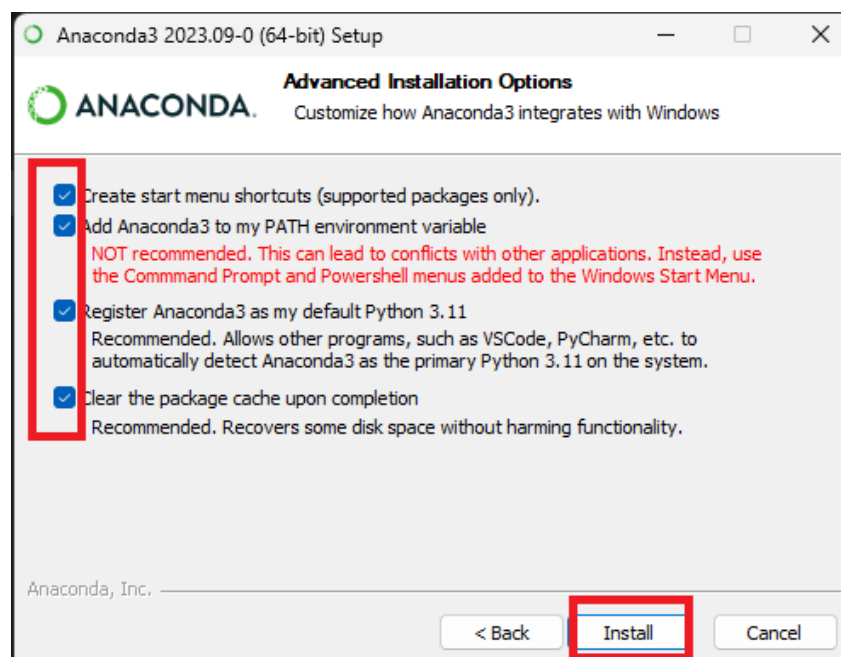 Anaconda3 2023.09-0 (64-bit) Setup
ANACONDA.
Advanced Installation Options
Customize how Anaconda3 integrates with Windows
Create start menu shortcuts (supported packages only).
Add Anaconda3 to my PATH environment variable
NOT recommended. This can lead to conflicts with other applications. Instead, use
the Commmand Prompt and Powershell menus added to the Windows Start Menu.
Register Anaconda3 as my default Python 3.11
Recommended. Allows other programs, such as VSCode, PyCharm, etc. to
automatically detect Anaconda3 as the primary Python 3.11 on the system.
Clear the package cache upon completion
Recommended. Recovers some disk space without harming functionality.
Anaconda, Inc.
< Back Install Cancel